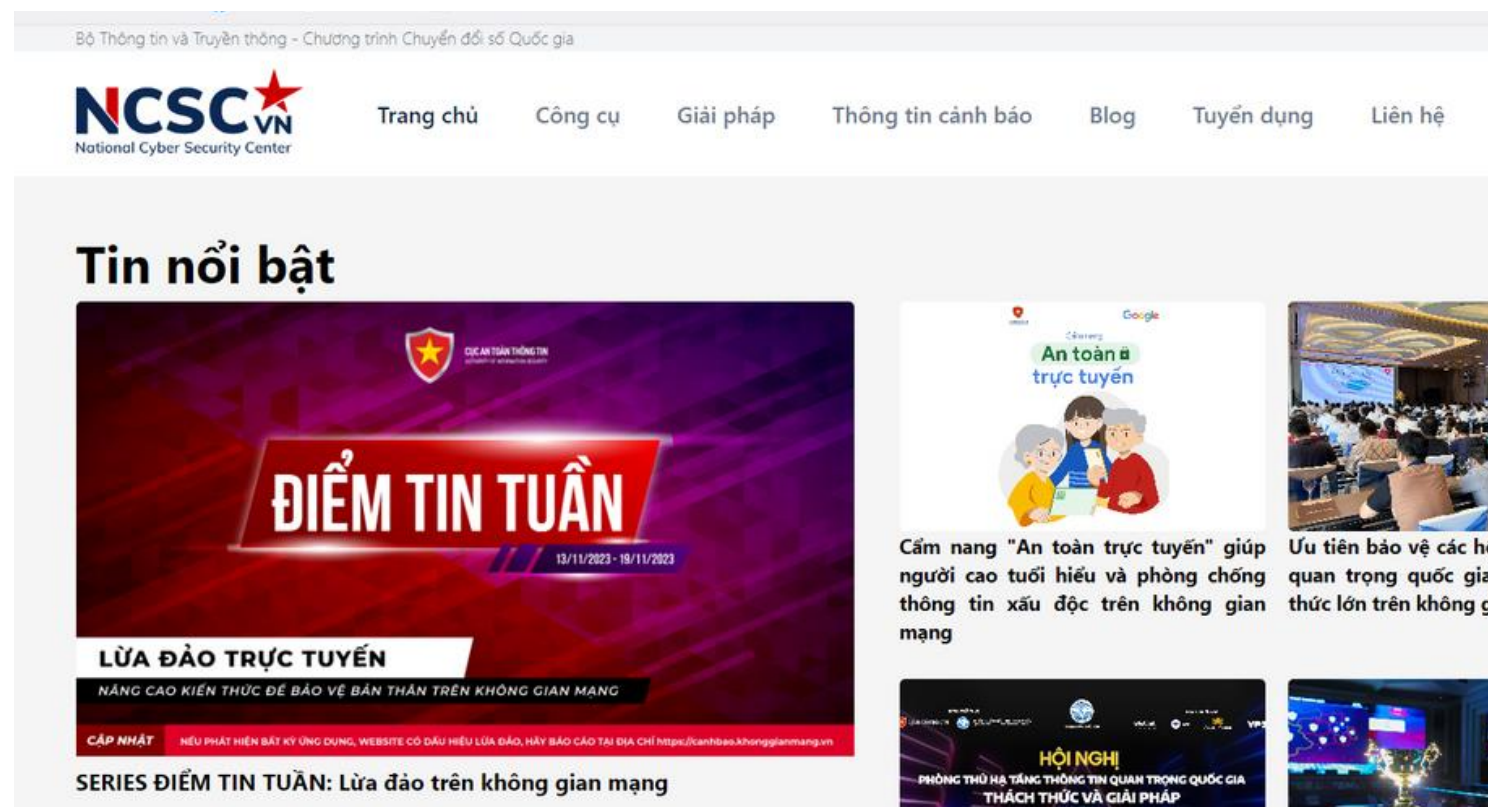 Bộ Thông tin và Truyền thông - Chương trình Chuyển đổi số Quốc gia
NCSC VN
National Cyber Security Center
Trang chủ Công cụ Giải pháp Thông tin cảnh báo Blog Tuyển dụng Liên hệ
Tin nổi bật
CỤC AN TOÀN THÔNG TIN
AUTHORITY OF INFORMATION SECURITY
ĐIỂM TIN TUẦN
13/11/2023 - 19/11/2023
LỪA ĐẢO TRỰC TUYẾN
NÂNG CAO KIẾN THỨC ĐỂ BẢO VỆ BẢN THÂN TRÊN KHÔNG GIAN MẠNG
CẬP NHẬT NẾU PHÁT HIỆN BẤT KỲ ỨNG DỤNG, WEBSITE CÓ DẤU HIỆU LỪA ĐẢO, HÃY BÁO CÁO TẠI ĐỊA CHỈ https://canhbao.khonggianmang.vn
SERIES ĐIỂM TIN TUẦN: Lừa đảo trên không gian mạng
Google
Cẩm nang
An toàn
trực tuyến
Cẩm nang "An toàn trực tuyến" giúp
người cao tuổi hiểu và phòng chống
thông tin xấu độc trên không gian
mạng
Ưu tiên bảo vệ các
quan trọng quốc gia
thức lớn trên không
HỘI NGHỊ
PHÒNG THỦ HẠ TẦNG THÔNG TIN QUAN TRỌNG QUỐC GIA
THÁCH THỨC VÀ GIẢI PHÁP